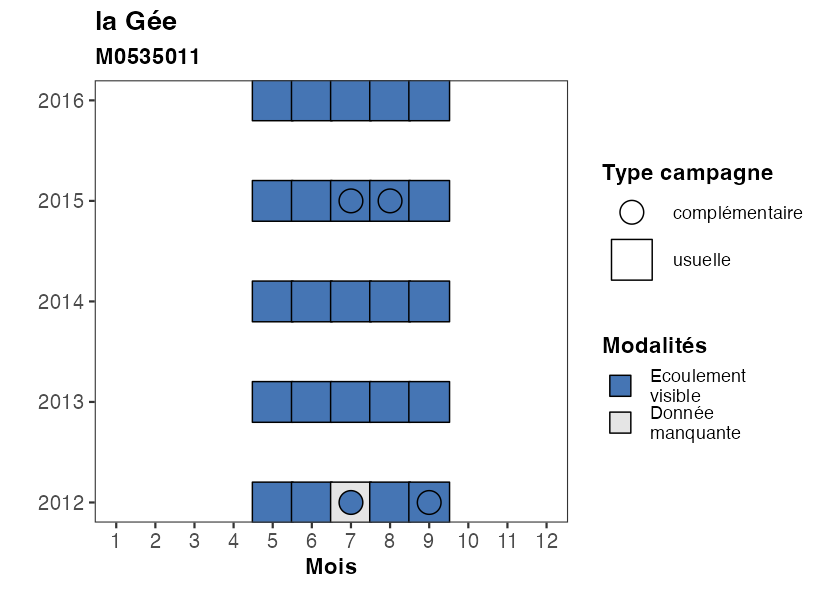 la Gée
M0535011
2016
2015
2014
2013
2012
1 2 3 4 5 6 7 8 9 10 11 12
Mois
Type campagne
complémentaire
usuelle
Modalités
Ecoulement
visible
Donnée
manquante